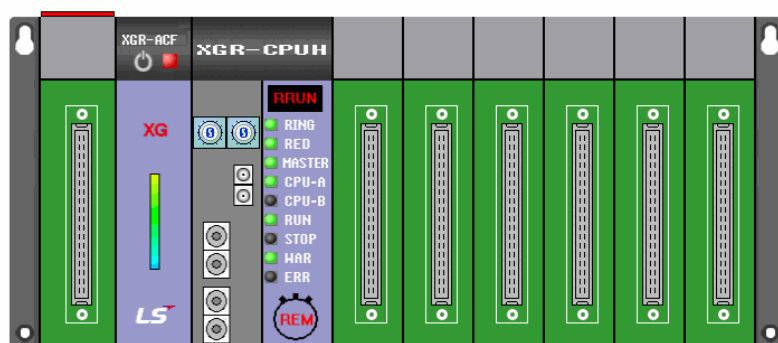 XGR-ACF
XGR-CPUH
RRUN
XG
0 0
RING
RED
MASTER
CPU-A
CPU-B
RUN
STOP
WAR
ERR
LS
REM